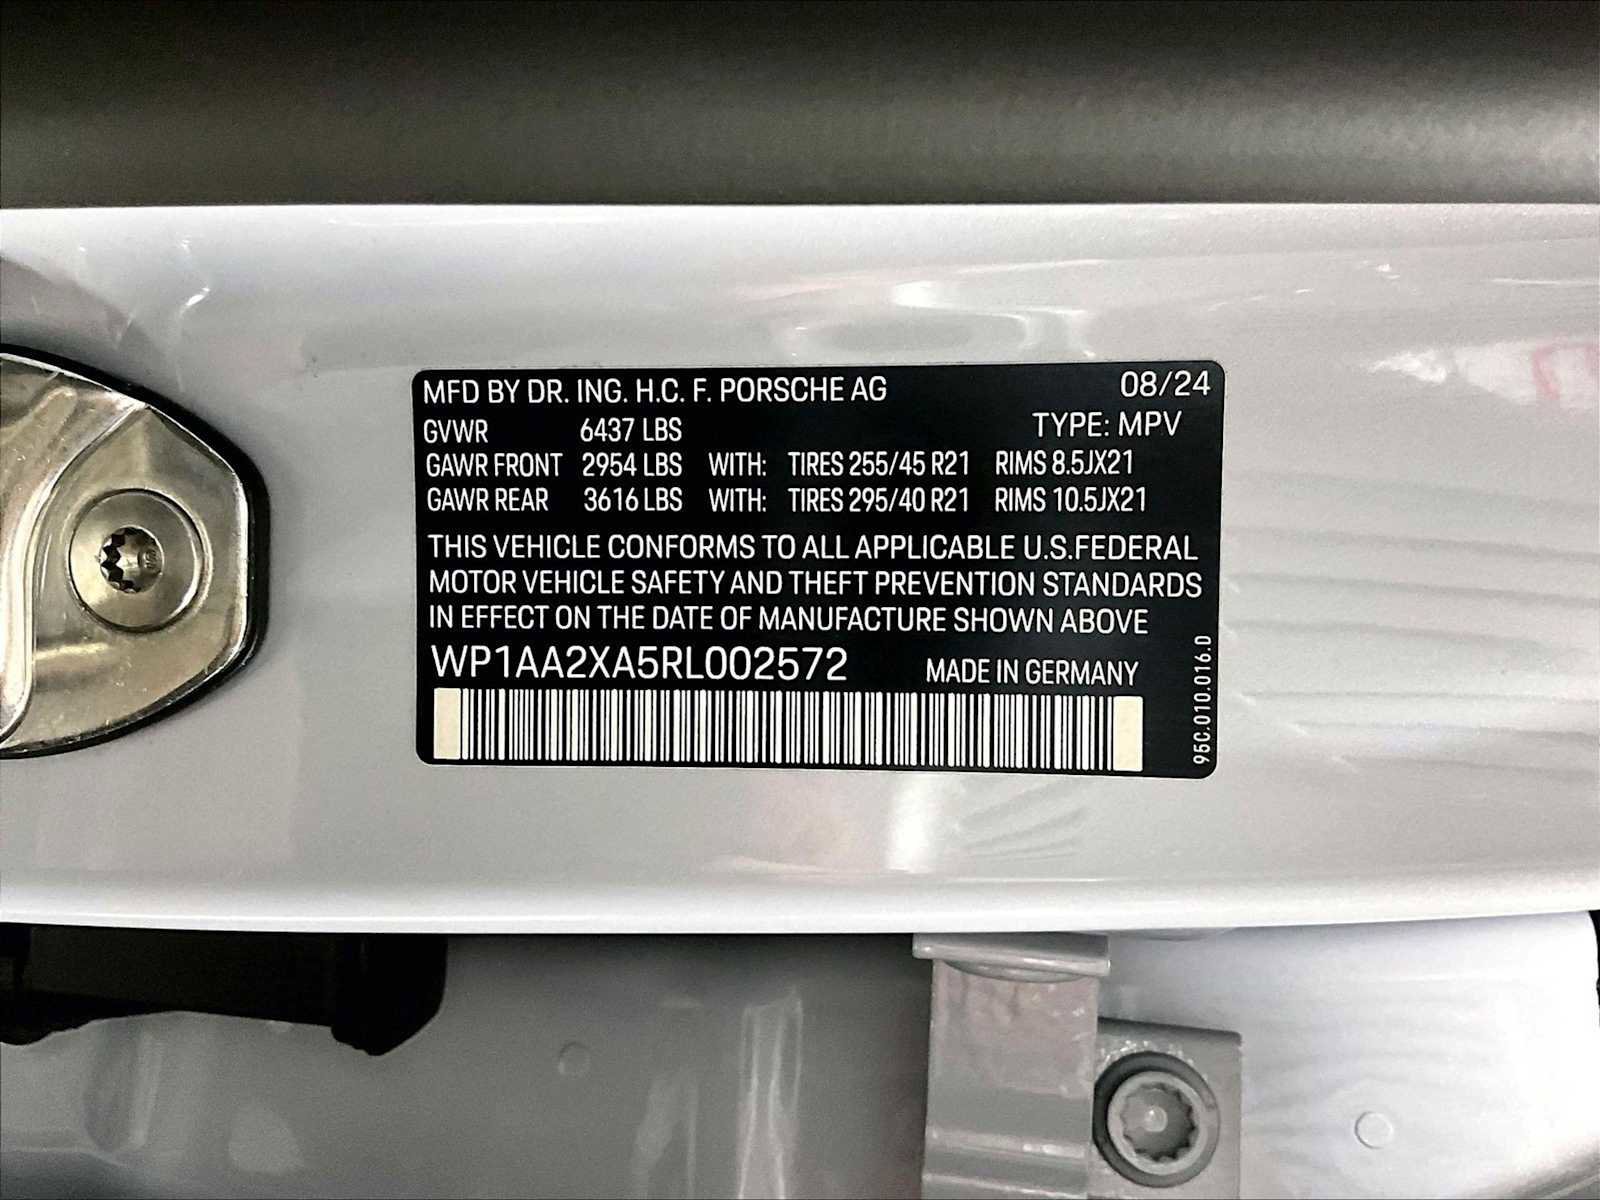 MFD BY DR. ING. H.C. F. PORSCHE AG 08/24
GVWR 6437 LBS TYPE: MPV
GAWR FRONT 2954 LBS WITH: TIRES 255/45 R21 RIMS 8.5JX21
GAWR REAR 3616 LBS WITH: TIRES 295/40 R21 RIMS 10.5JX21
THIS VEHICLE CONFORMS TO ALL APPLICABLE U.S.FEDERAL
MOTOR VEHICLE SAFETY AND THEFT PREVENTION STANDARDS
IN EFFECT ON THE DATE OF MANUFACTURE SHOWN ABOVE
WP1AA2XA5RL002572 MADE IN GERMANY
95C.010.016.0